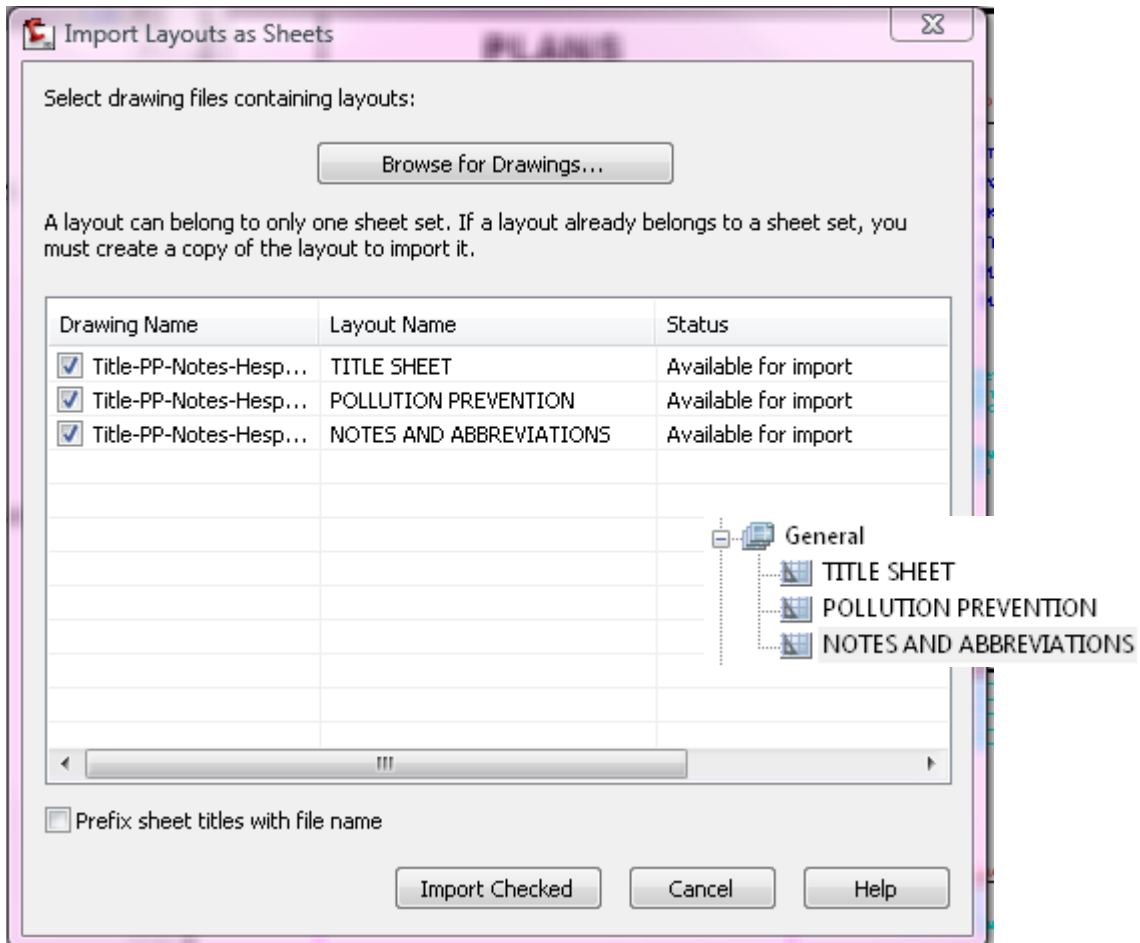 Import Layouts as Sheets
PLANS
Select drawing files containing layouts:
Browse for Drawings...
A layout can belong to only one sheet set. If a layout already belongs to a sheet set, you
must create a copy of the layout to import it.
Drawing Name Layout Name Status
Title-PP-Notes-Hesp... TITLE SHEET Available for import
Title-PP-Notes-Hesp... POLLUTION PREVENTION Available for import
Title-PP-Notes-Hesp... NOTES AND ABBREVIATIONS Available for import
General
TITLE SHEET
POLLUTION PREVENTION
NOTES AND ABBREVIATIONS
Prefix sheet titles with file name
Import Checked Cancel Help